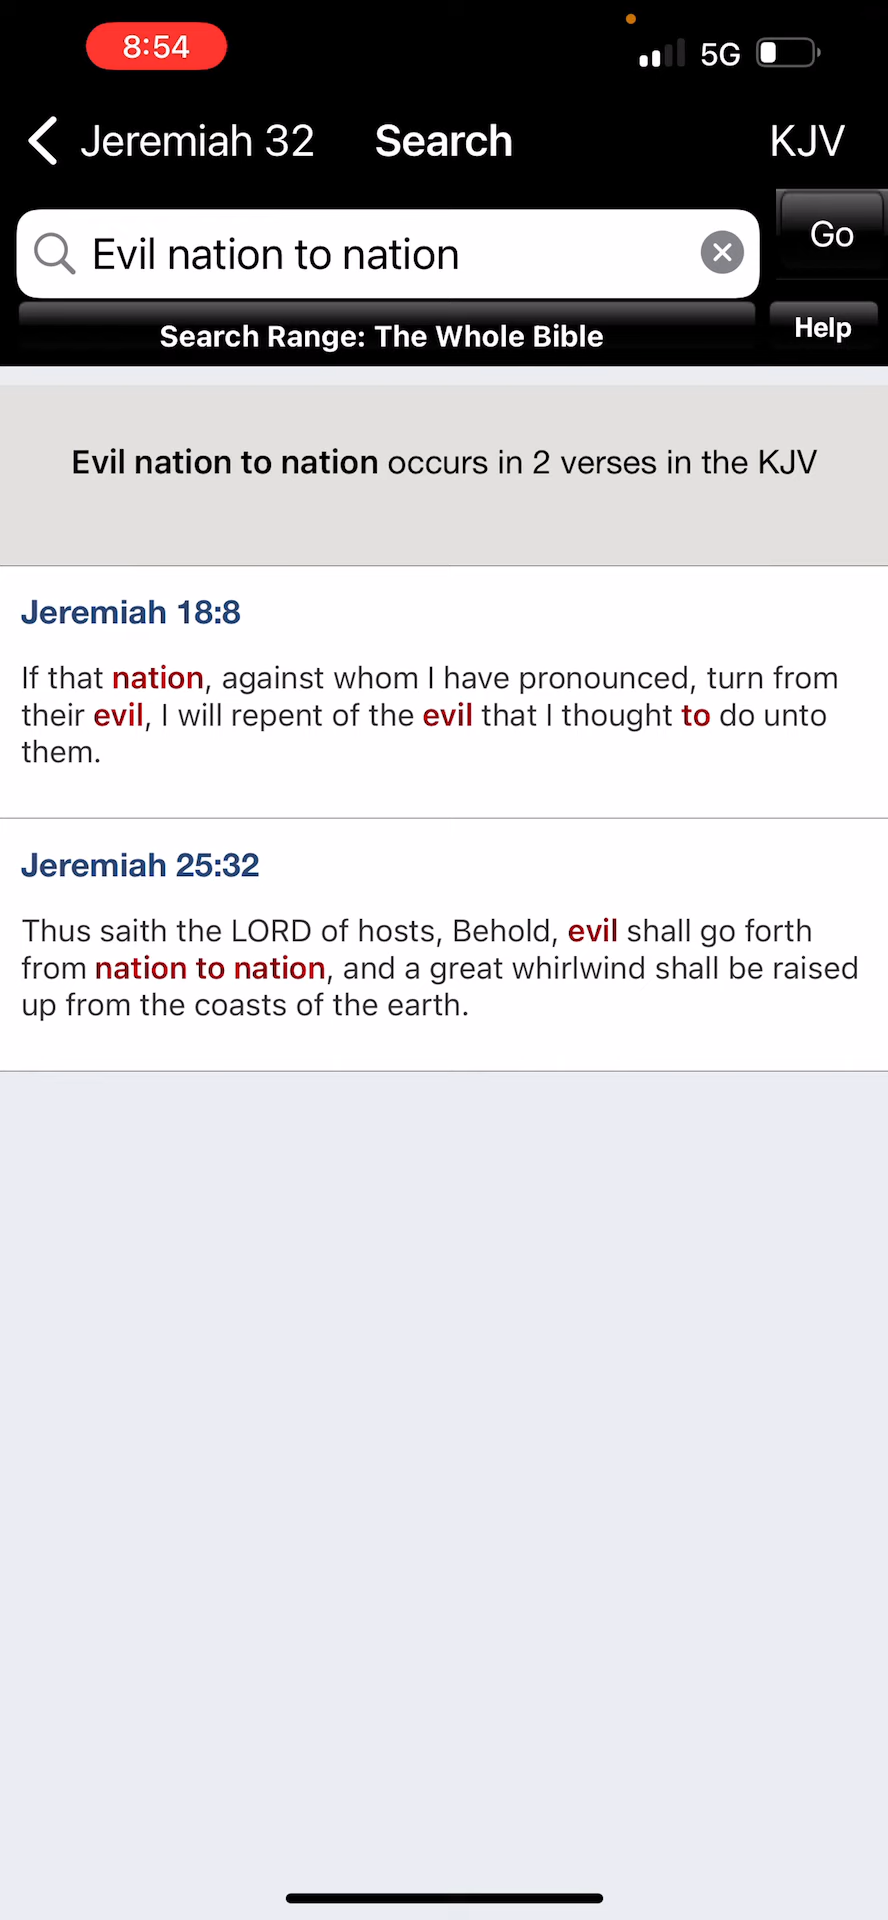 8:54 5G
Jeremiah 32 Search KJV
Evil nation to nation Go
Search Range: The Whole Bible Help
Evil nation to nation occurs in 2 verses in the KJV
Jeremiah 18:8
If that nation, against whom I have pronounced, turn from
their evil, I will repent of the evil that I thought to do unto
them.
Jeremiah 25:32
Thus saith the LORD of hosts, Behold, evil shall go forth
from nation to nation, and a great whirlwind shall be raised
up from the coasts of the earth.